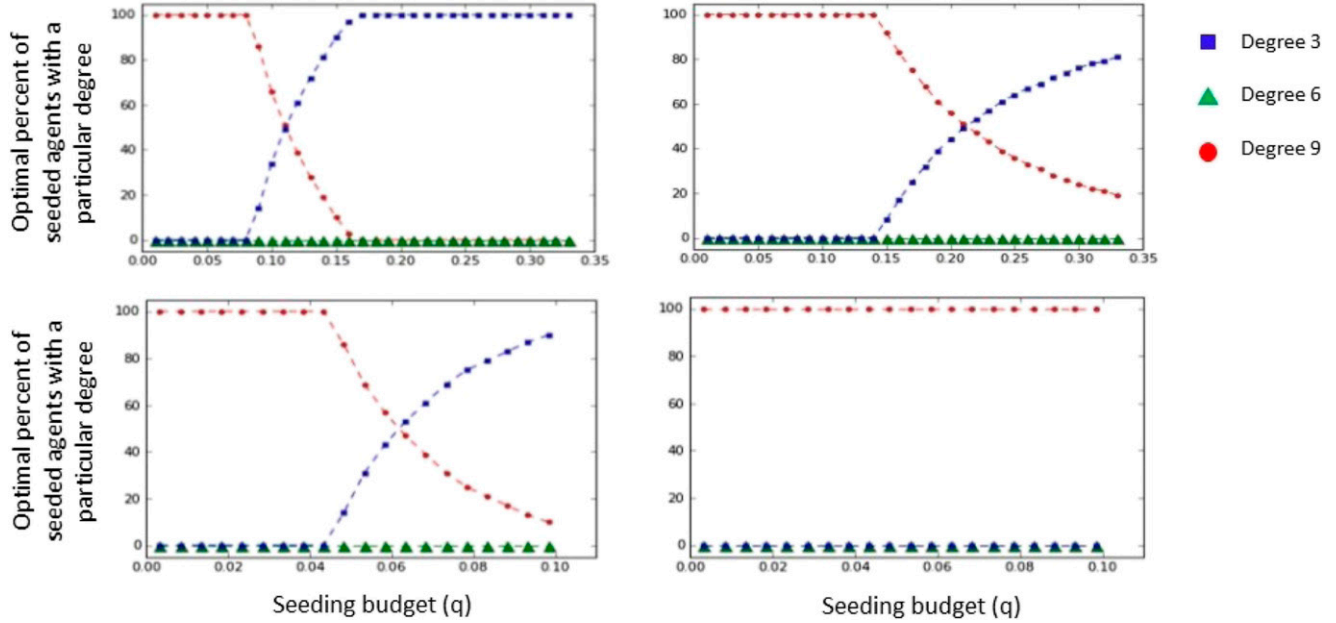 Optimal percent of
seeded agents with a
particular degree
100
80
60
40
20
0
0.00 0.05 0.10 0.15 0.20 0.25 0.30 0.35
100
80
60
40
20
0
0.00 0.05 0.10 0.15 0.20 0.25 0.30 0.35
Degree 3
Degree 6
Degree 9
Optimal percent of
seeded agents with a
particular degree
100
80
60
40
20
0
0.00 0.02 0.04 0.06 0.08 0.10
Seeding budget (q)
100
80
60
40
20
0
0.00 0.02 0.04 0.06 0.08 0.10
Seeding budget (q)